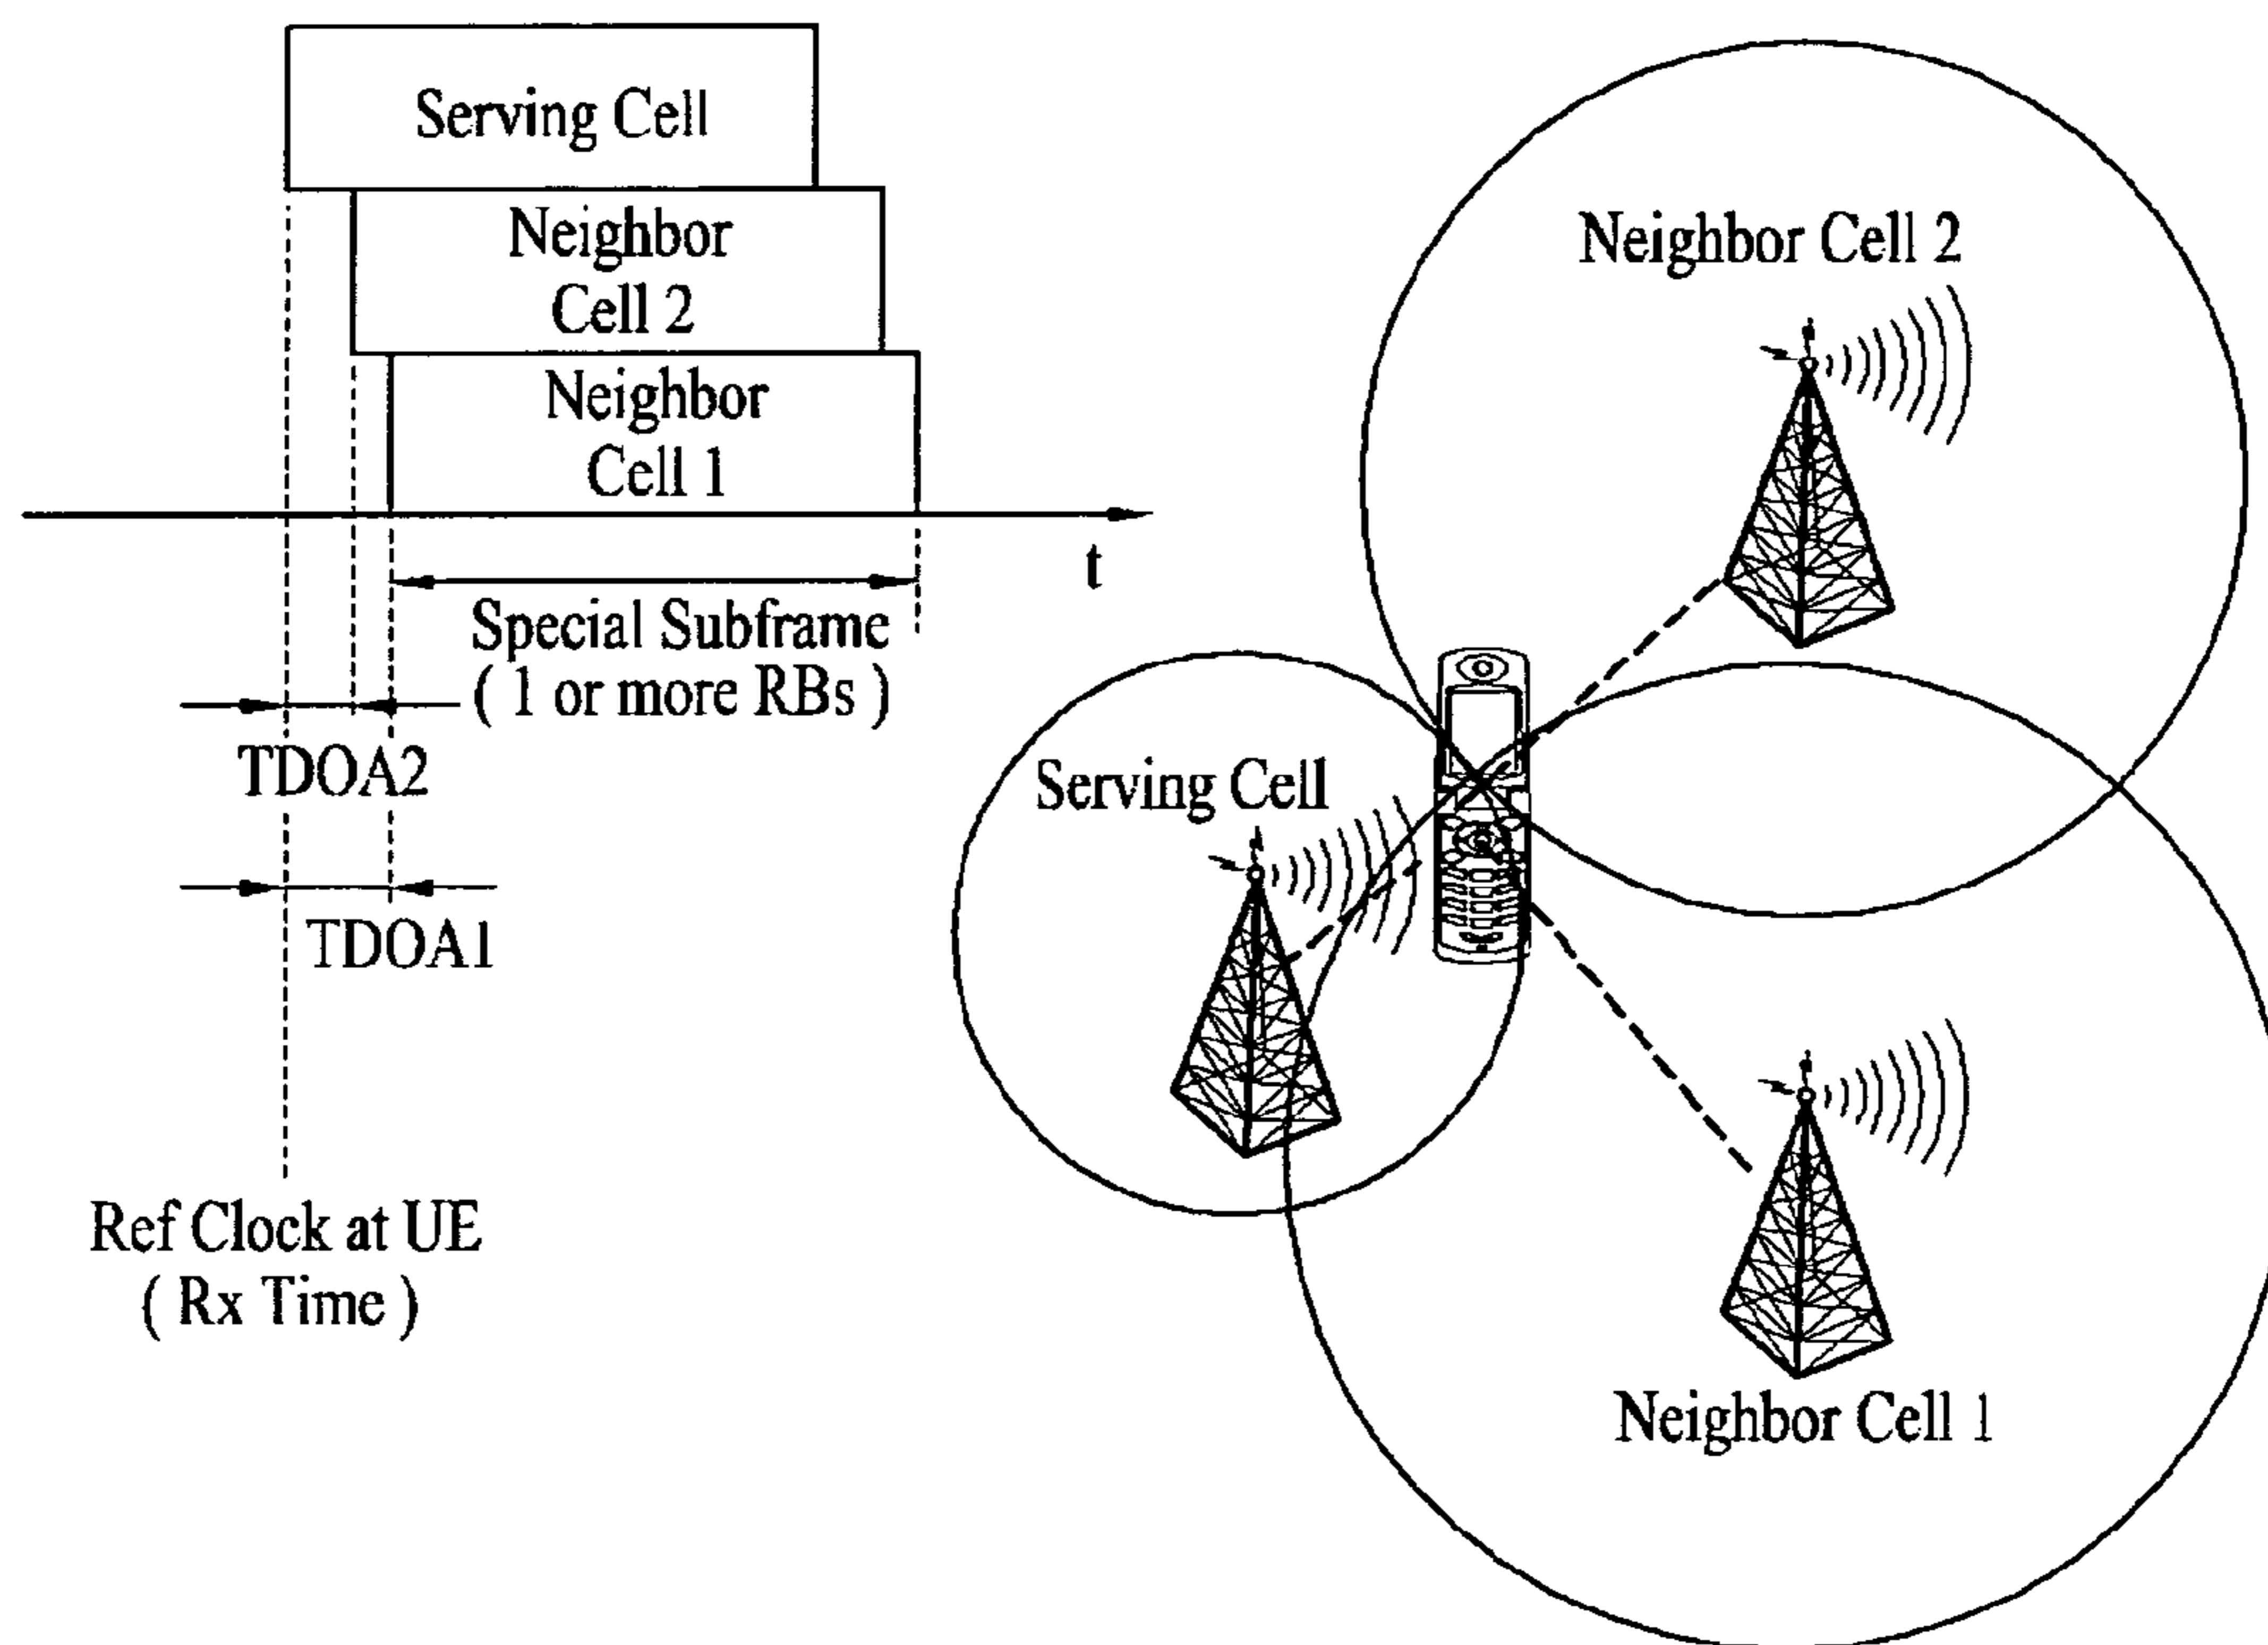 Serving Cell
Neighbor
Cell 2
Neighbor
Cell 1
t
Special Subframe
( 1 or more RBs )
TDOA2
TDOA1
Ref Clock at UE
( Rx Time )
Neighbor Cell 2
Serving Cell
Neighbor Cell 1